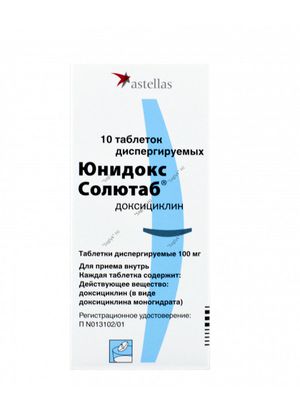 astellas
10 таблеток
диспергируемых
Юнидокс
Солютаб®
доксициклин
Таблетки диспергируемые 100 мг
Для приема внутрь
Каждая таблетка содержит:
Действующее вещество:
доксициклин (в виде
доксициклина моногидрата)
Регистрационное удостоверение:
П N013102/01